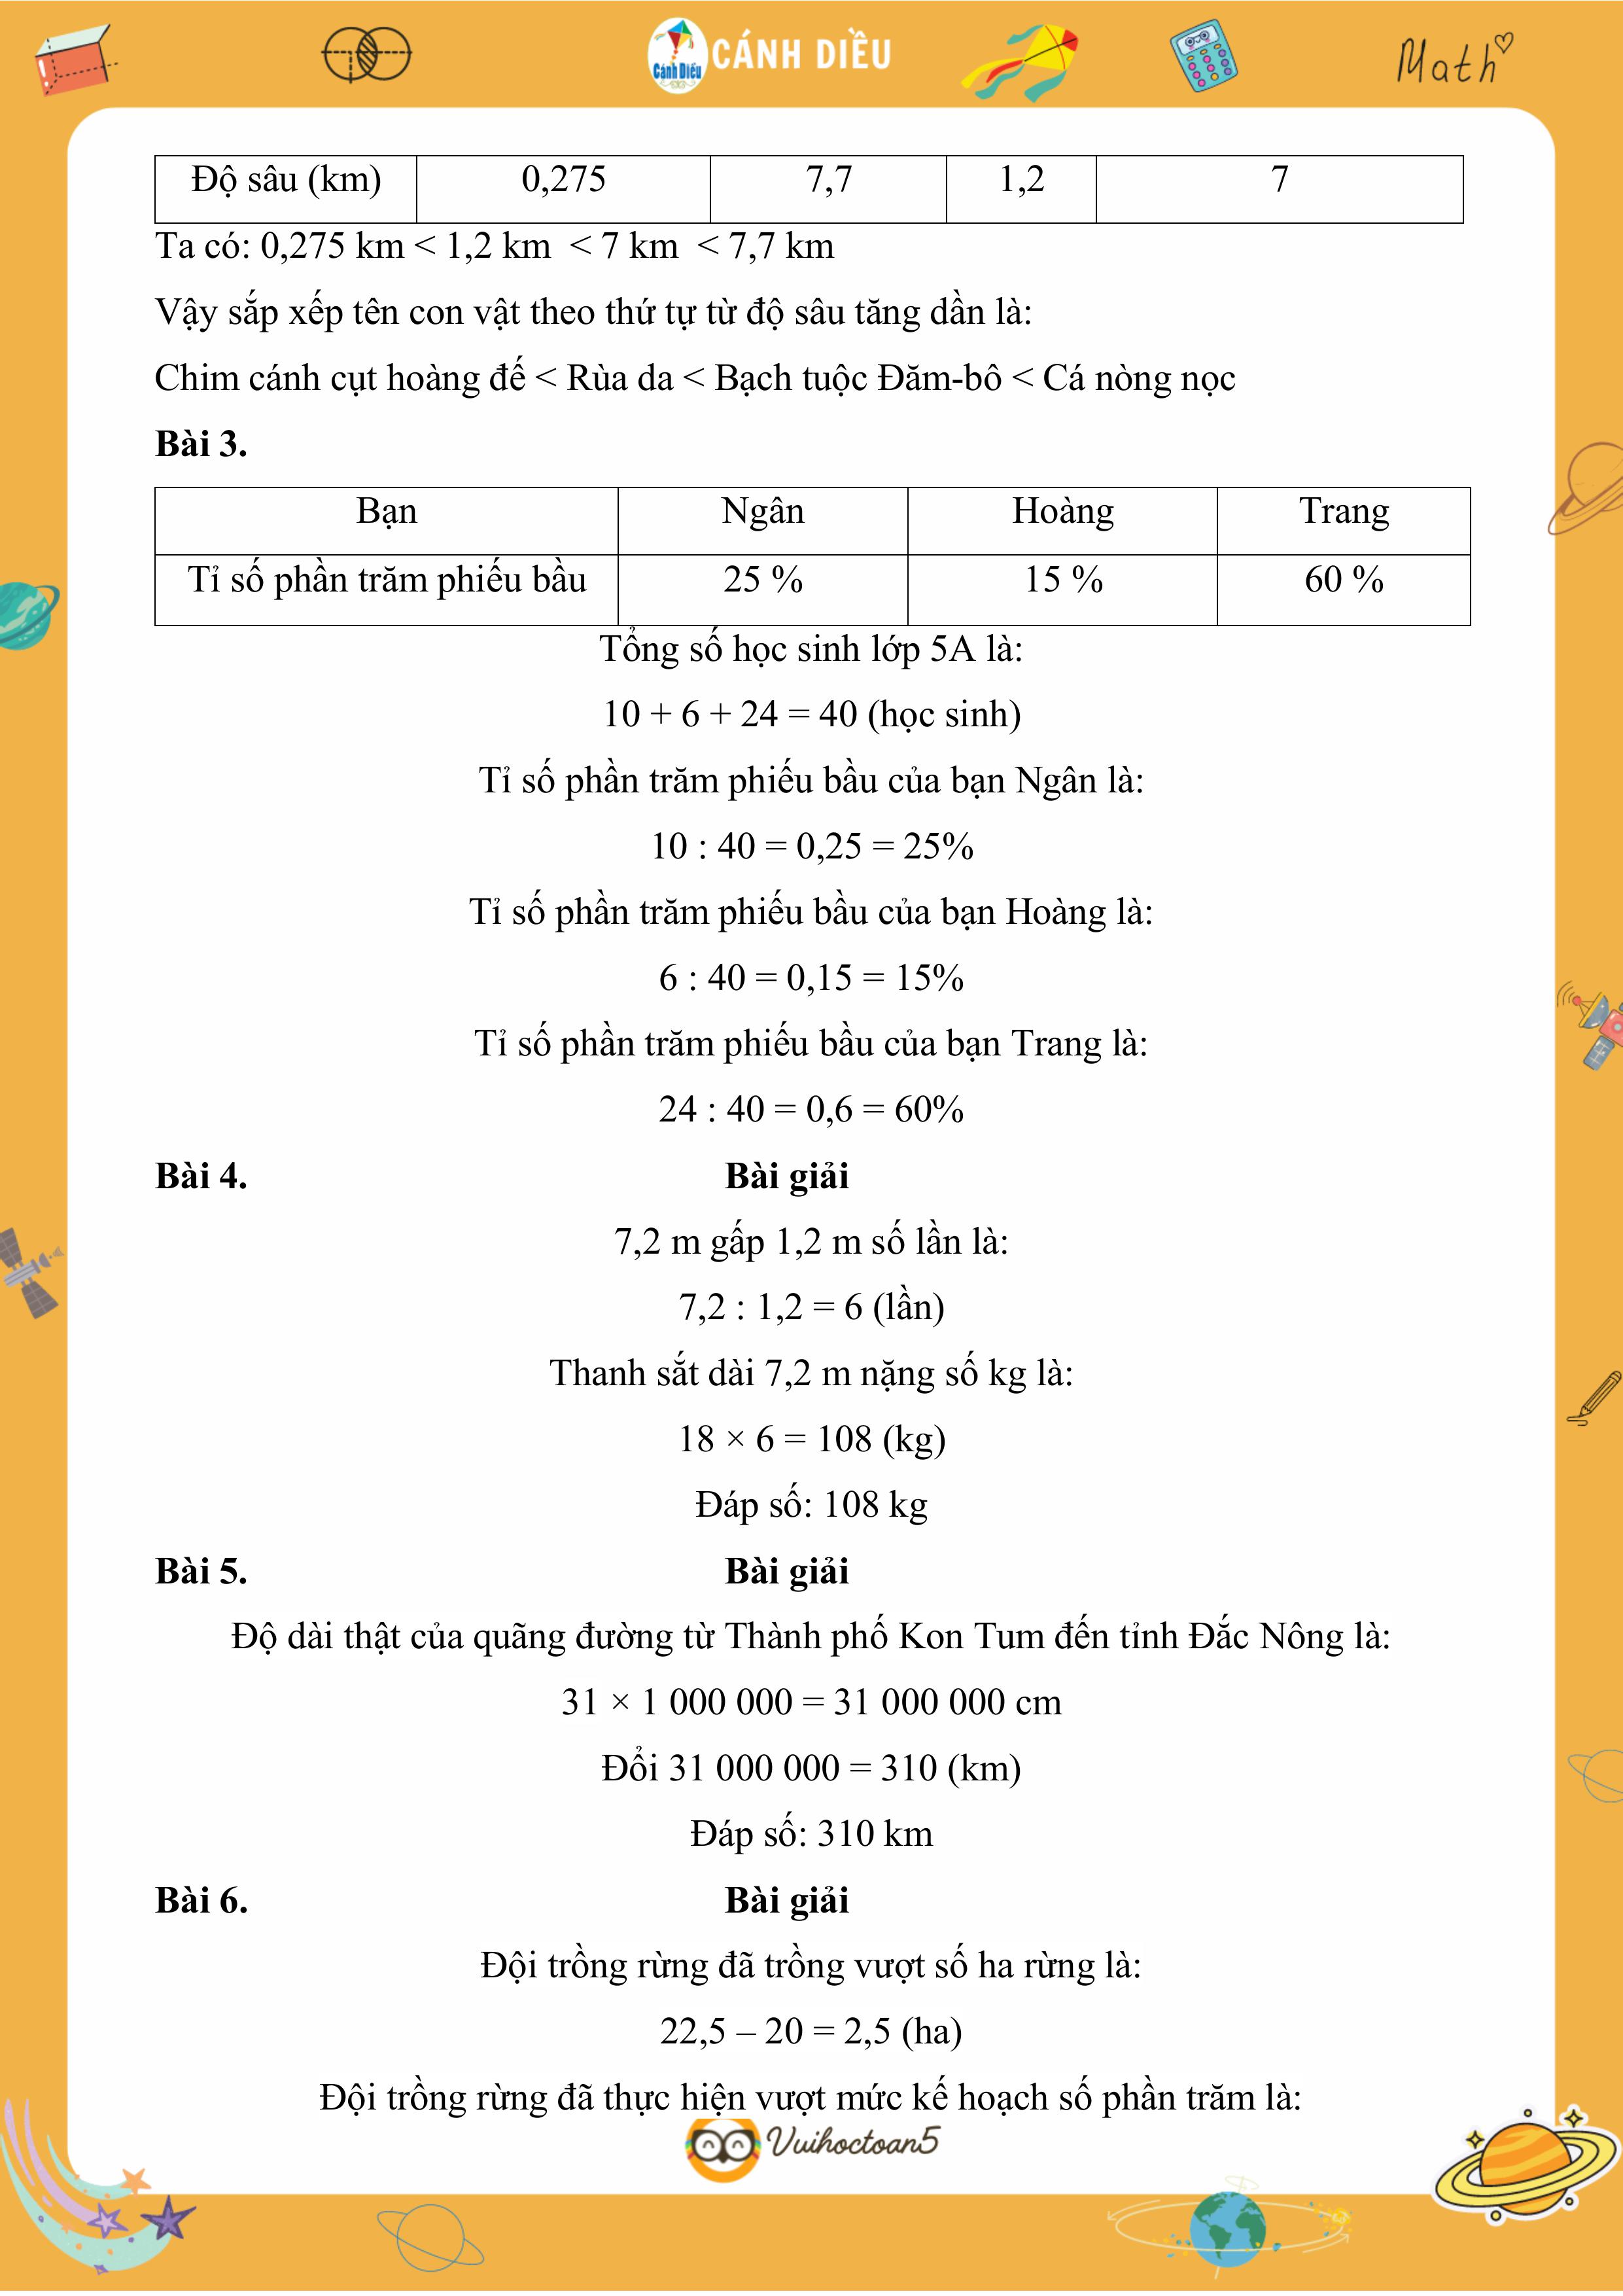 Cánh Diều CÁNH DIỀU
Math
Độ sâu (km) 0,275 7,7 1,2 7
Ta có: 0,275 km < 1,2 km < 7 km < 7,7 km
Vậy sắp xếp tên con vật theo thứ tự từ độ sâu tăng dần là:
Chim cánh cụt hoàng đế < Rùa da < Bạch tuộc Đăm-bô < Cá nòng nọc
Bài 3.
Bạn Ngân Hoàng Trang
Tỉ số phần trăm phiếu bầu 25 % 15 % 60 %
Tổng số học sinh lớp 5A là:
10 + 6 + 24 = 40 (học sinh)
Tỉ số phần trăm phiếu bầu của bạn Ngân là:
10 : 40 = 0,25 = 25%
Tỉ số phần trăm phiếu bầu của bạn Hoàng là:
6 : 40 = 0,15 = 15%
Tỉ số phần trăm phiếu bầu của bạn Trang là:
24 : 40 = 0,6 = 60%
Bài 4. Bài giải
7,2 m gấp 1,2 m số lần là:
7,2 : 1,2 = 6 (lần)
Thanh sắt dài 7,2 m nặng số kg là:
18 × 6 = 108 (kg)
Đáp số: 108 kg
Bài 5. Bài giải
Độ dài thật của quãng đường từ Thành phố Kon Tum đến tỉnh Đắc Nông là:
31 × 1 000 000 = 31 000 000 cm
Đổi 31 000 000 = 310 (km)
Đáp số: 310 km
Bài 6. Bài giải
Đội trồng rừng đã trồng vượt số ha rừng là:
22,5 – 20 = 2,5 (ha)
Đội trồng rừng đã thực hiện vượt mức kế hoạch số phần trăm là:
Vuihoctoan5